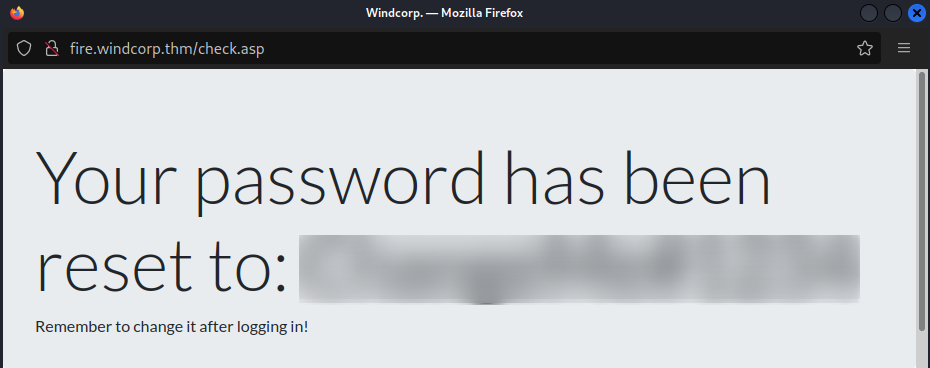 Windcorp. — Mozilla Firefox
fire.windcorp.thm/check.asp
Your password has been
reset to:
Remember to change it after logging in!